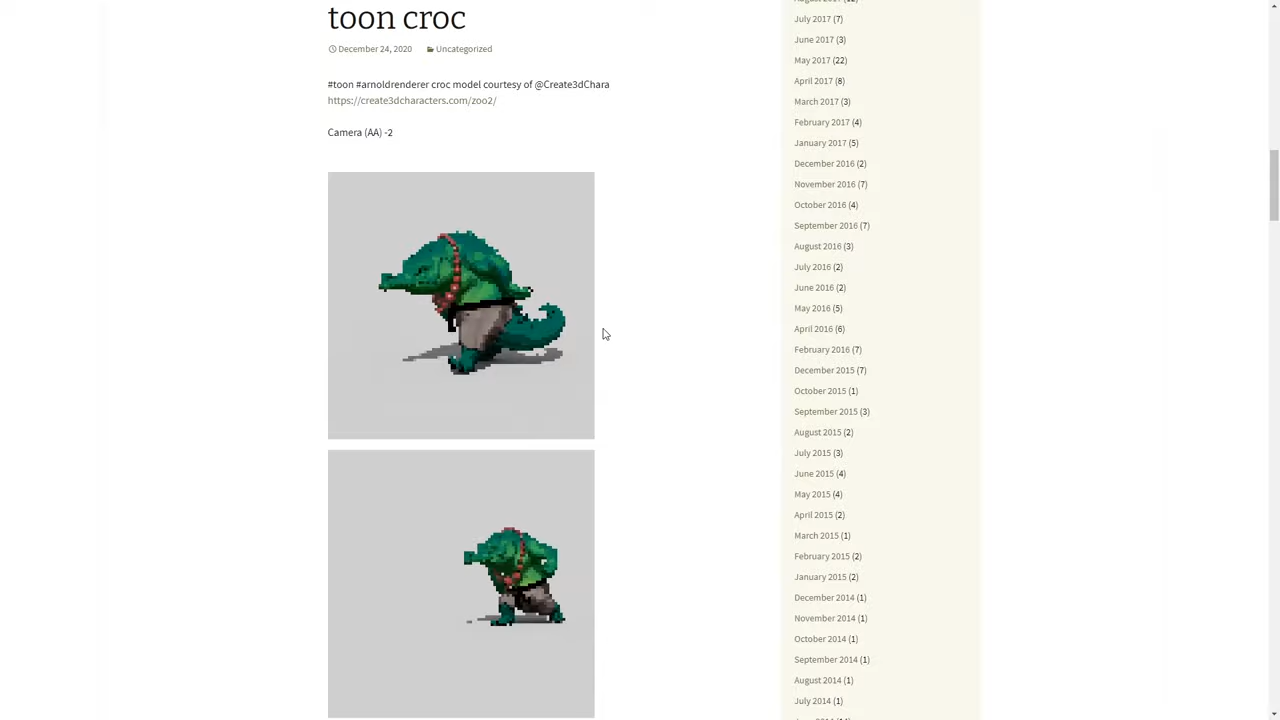 toon croc
December 24, 2020 Uncategorized
#toon #arnoldrenderer croc model courtesy of @Create3dChara
https://create3dcharacters.com/zoo2/
Camera (AA) -2
July 2017 (7)
June 2017 (3)
May 2017 (22)
April 2017 (8)
March 2017 (3)
February 2017 (4)
January 2017 (5)
December 2016 (2)
November 2016 (7)
October 2016 (4)
September 2016 (7)
August 2016 (3)
July 2016 (2)
June 2016 (2)
May 2016 (5)
April 2016 (6)
February 2016 (7)
December 2015 (7)
October 2015 (1)
September 2015 (3)
August 2015 (2)
July 2015 (3)
June 2015 (4)
May 2015 (4)
April 2015 (2)
March 2015 (1)
February 2015 (2)
January 2015 (2)
December 2014 (1)
November 2014 (1)
October 2014 (1)
September 2014 (1)
August 2014 (1)
July 2014 (1)